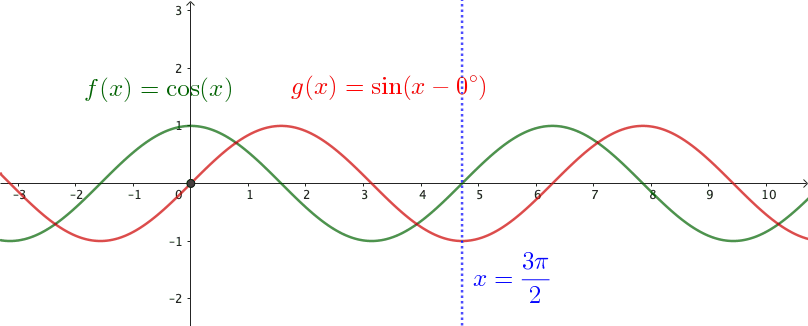 3
2
f(x) = cos(x)
g(x) = sin(x − 0°)
1
−3 −2 −1 0 1 2 3 4 5 6 7 8 9 10
−1
x = 3π/2
−2